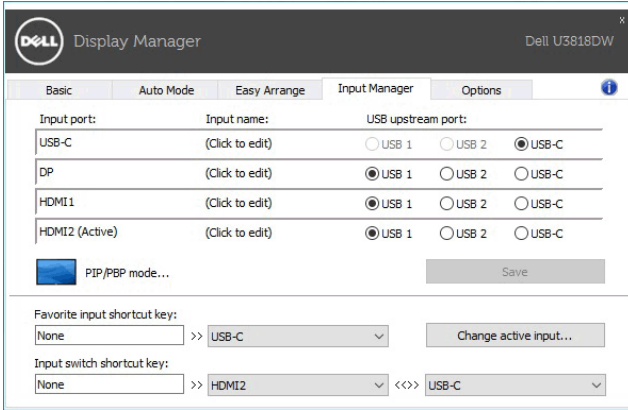 x
DELL Display Manager Dell U3818DW
Basic Auto Mode Easy Arrange Input Manager Options i
Input port: Input name: USB upstream port:
USB-C (Click to edit) USB 1 USB 2 USB-C
DP (Click to edit) USB 1 USB 2 USB-C
HDMI1 (Click to edit) USB 1 USB 2 USB-C
HDMI2 (Active) (Click to edit) USB 1 USB 2 USB-C
PIP/PBP mode... Save
Favorite input shortcut key:
None >> USB-C Change active input...
Input switch shortcut key:
None >> HDMI2 <<>> USB-C